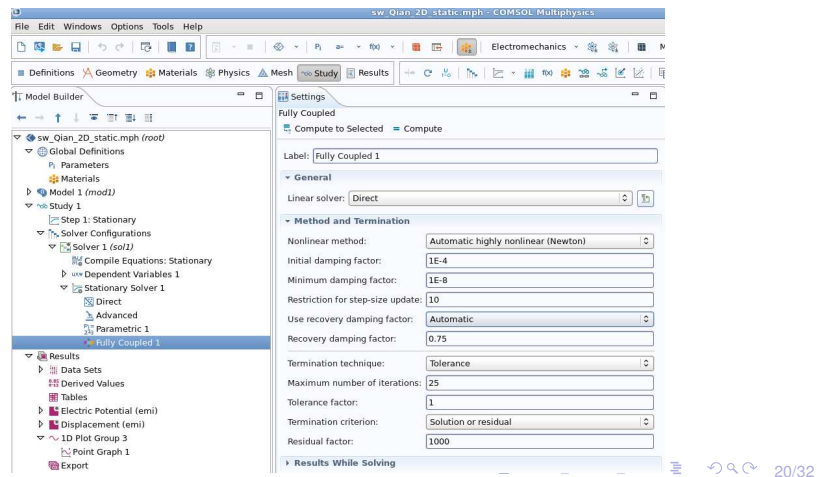 sw_Qian_2D_static.mph - COMSOL Multiphysics
File Edit Windows Options Tools Help
Pi a= f(x) Electromechanics
Definitions Geometry Materials Physics Mesh Study Results
Model Builder
sw_Qian_2D_static.mph (root)
Global Definitions
Pi Parameters
Materials
Model 1 (mod1)
Study 1
Step 1: Stationary
Solver Configurations
Solver 1 (sol1)
Compile Equations: Stationary
Dependent Variables 1
Stationary Solver 1
Direct
Advanced
Parametric 1
Fully Coupled 1
Results
Data Sets
Derived Values
Tables
Electric Potential (emi)
Displacement (emi)
1D Plot Group 3
Point Graph 1
Export
Settings
Fully Coupled
Compute to Selected = Compute
Label: Fully Coupled 1
General
Linear solver: Direct
Method and Termination
Nonlinear method: Automatic highly nonlinear (Newton)
Initial damping factor: 1E-4
Minimum damping factor: 1E-8
Restriction for step-size update: 10
Use recovery damping factor: Automatic
Recovery damping factor: 0.75
Termination technique: Tolerance
Maximum number of iterations: 25
Tolerance factor: 1
Termination criterion: Solution or residual
Residual factor: 1000
Results While Solving
20/32